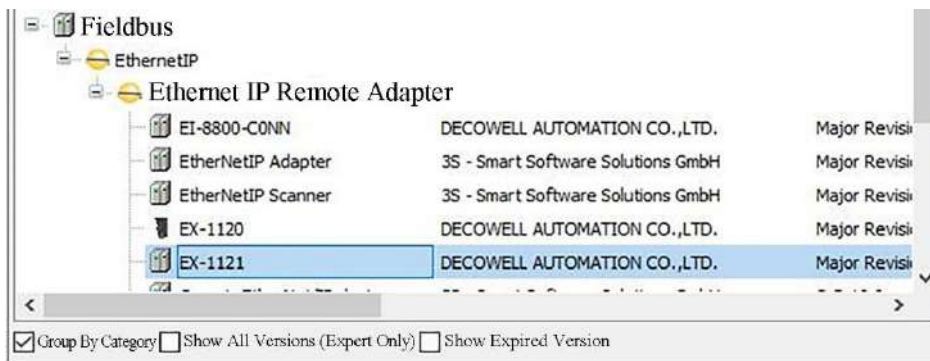 Fieldbus
EthernetIP
Ethernet IP Remote Adapter
EI-8800-C0NN DECOWELL AUTOMATION CO.,LTD. Major Revisi
EtherNetIP Adapter 3S - Smart Software Solutions GmbH Major Revisi
EtherNetIP Scanner 3S - Smart Software Solutions GmbH Major Revisi
EX-1120 DECOWELL AUTOMATION CO.,LTD. Major Revisi
EX-1121 DECOWELL AUTOMATION CO.,LTD. Major Revisi
Group By Category Show All Versions (Expert Only) Show Expired Version